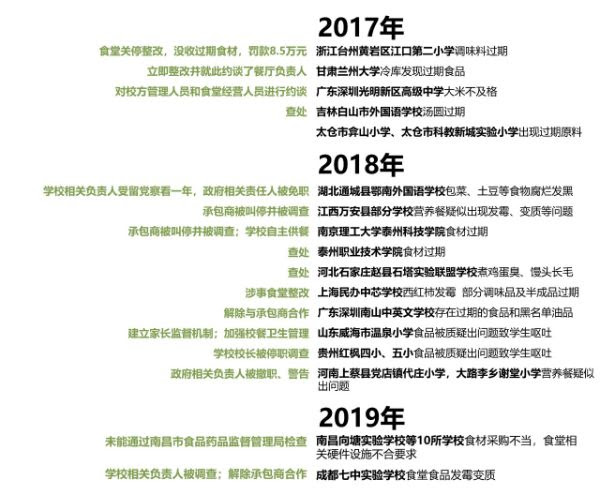 2017年
食堂关停整改，没收过期食材，罚款8.5万元 浙江台州黄岩区江口第二小学调味料过期
立即整改并就此约谈了餐厅负责人 甘肃兰州大学冷库发现过期食品
对校方管理人员和食堂经营人员进行约谈 广东深圳光明新区高级中学大米不及格
查处 吉林白山市外国语学校汤圆过期
太仓市弇山小学、太仓市科教新城实验小学出现过期原料
2018年
学校相关负责人受留党察看一年，政府相关责任人被免职 湖北通城县鄂南外国语学校包菜、土豆等食物腐烂发黑
承包商被叫停并被调查 江西万安县部分学校营养餐疑似出现发霉、变质等问题
承包商被叫停并被调查；学校自主供餐 南京理工大学泰州科技学院食材过期
查处 泰州职业技术学院食材过期
查处 河北石家庄赵县石塔实验联盟学校煮鸡蛋臭、馒头长毛
涉事食堂整改 上海民办中芯学校西红柿发霉 部分调味品及半成品过期
解除与承包商合作 广东深圳南山中英文学校存在过期的食品和黑名单油品
建立家长监督机制；加强校餐卫生管理 山东威海市温泉小学食品被质疑出问题致学生呕吐
学校校长被停职调查 贵州红枫四小、五小食品被质疑出问题致学生呕吐
政府相关负责人被撤职、警告 河南上蔡县党店镇代庄小学，大路李乡谢堂小学营养餐疑似
出问题
2019年
未能通过南昌市食品药品监督管理局检查 南昌向塘实验学校等10所学校食材采购不当，食堂相
关硬件设施不合要求
学校相关负责人被调查；解除承包商合作 成都七中实验学校食堂食品发霉变质